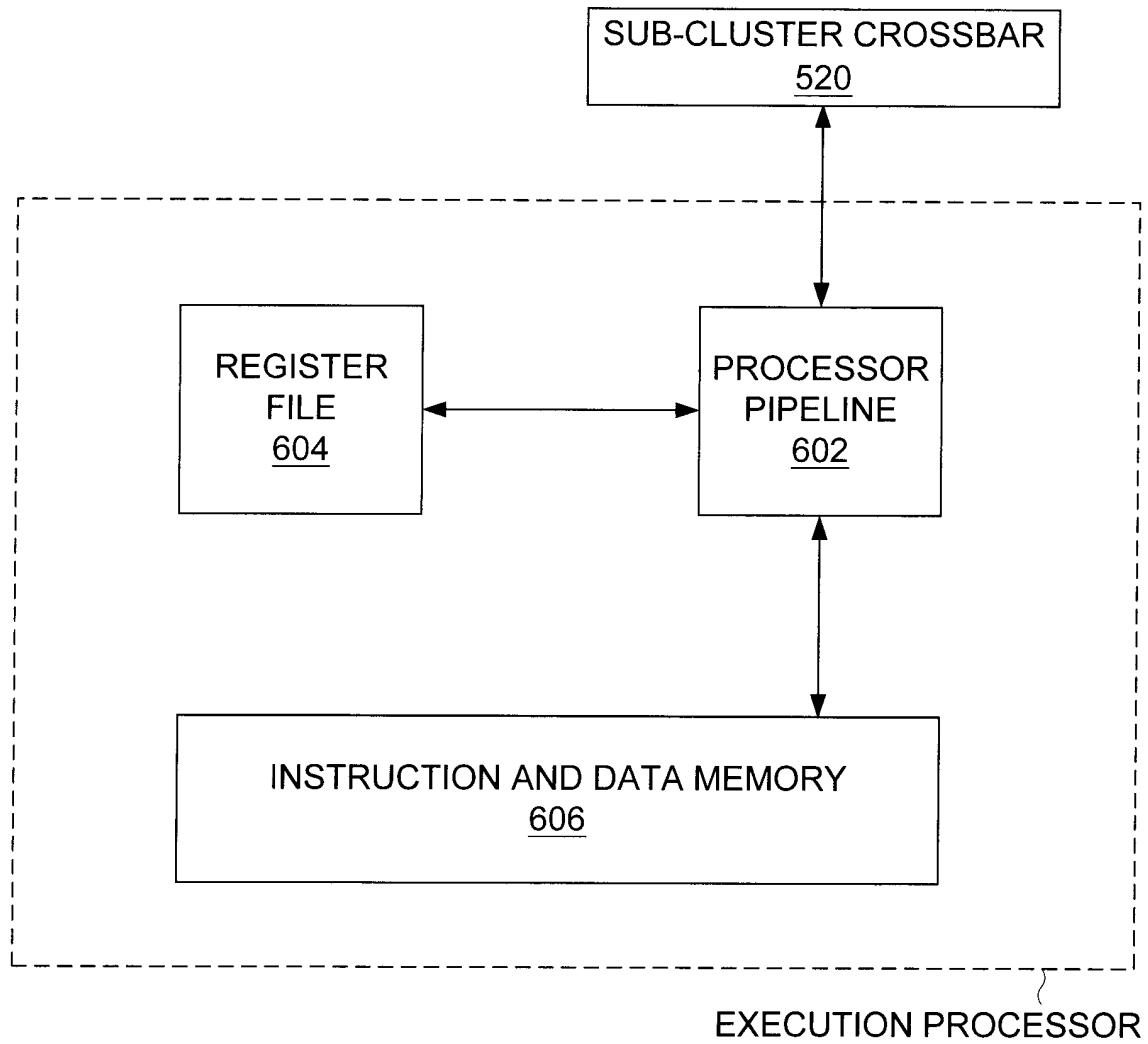 SUB-CLUSTER CROSSBAR
520
REGISTER
FILE
604
PROCESSOR
PIPELINE
602
INSTRUCTION AND DATA MEMORY
606
EXECUTION PROCESSOR